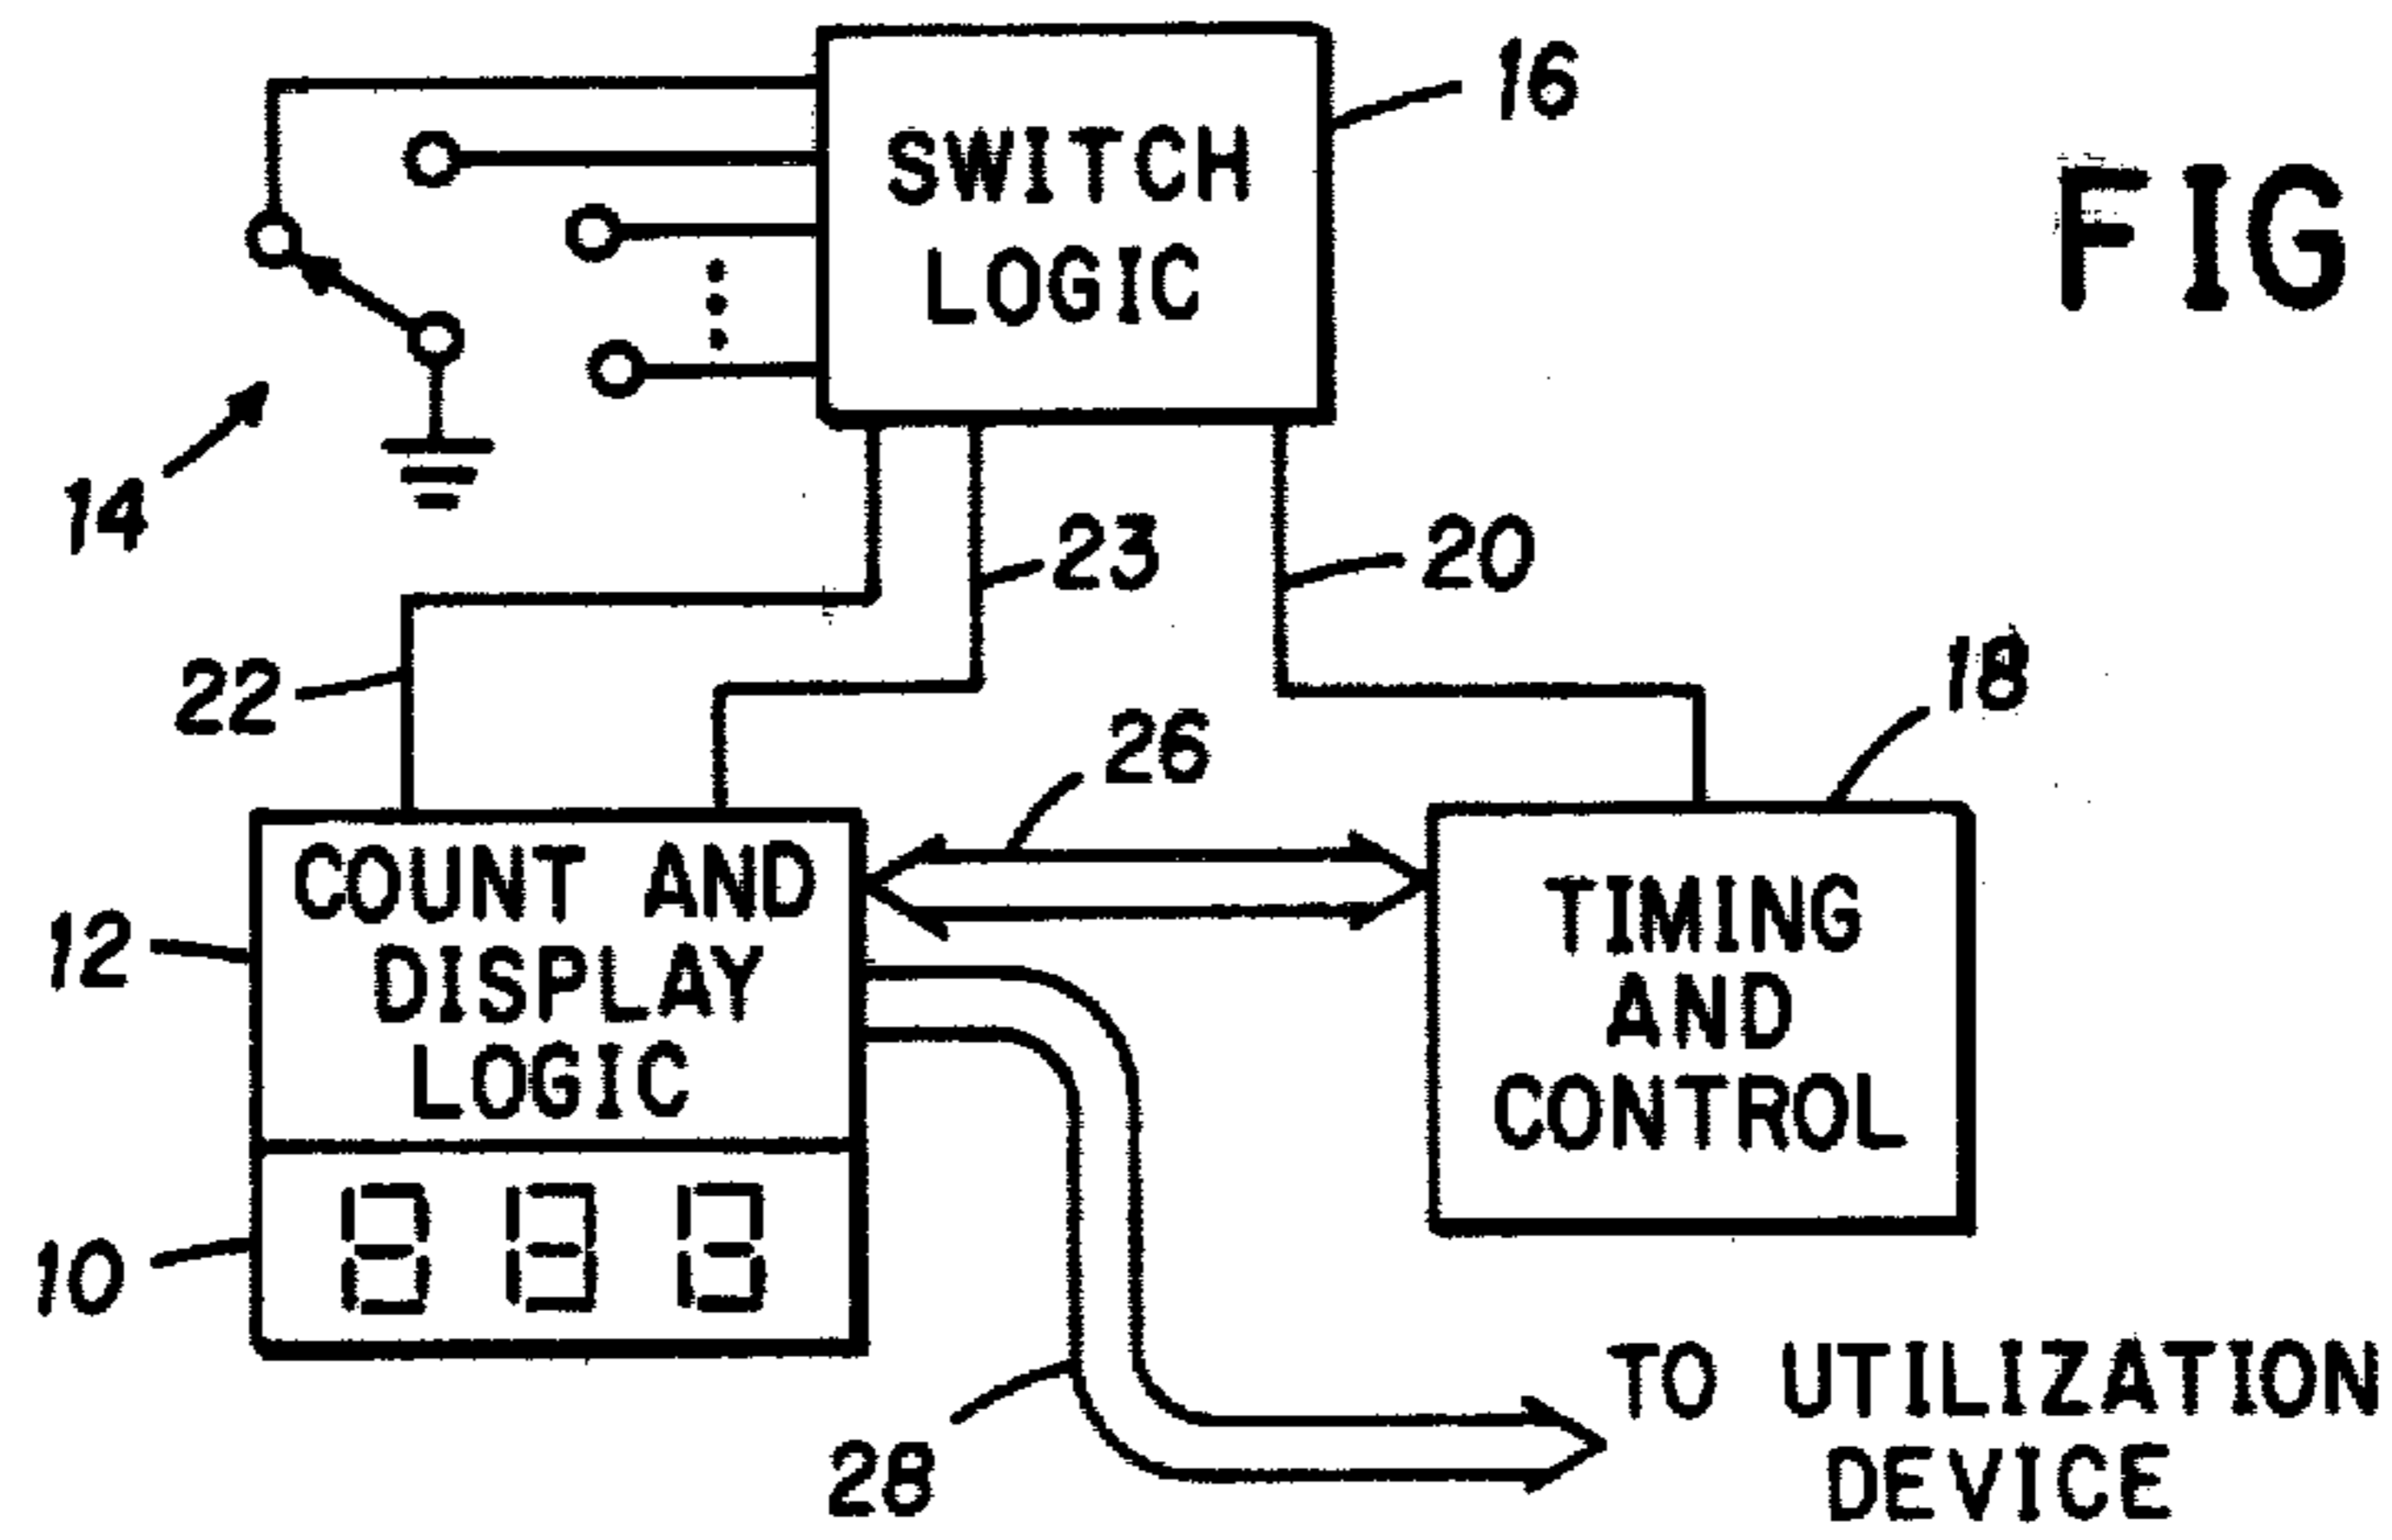 16
SWITCH
LOGIC
FIG
14
23
20
22
18
26
COUNT AND
DISPLAY
LOGIC
12
TIMING
AND
CONTROL
10
888
TO UTILIZATION
DEVICE
28